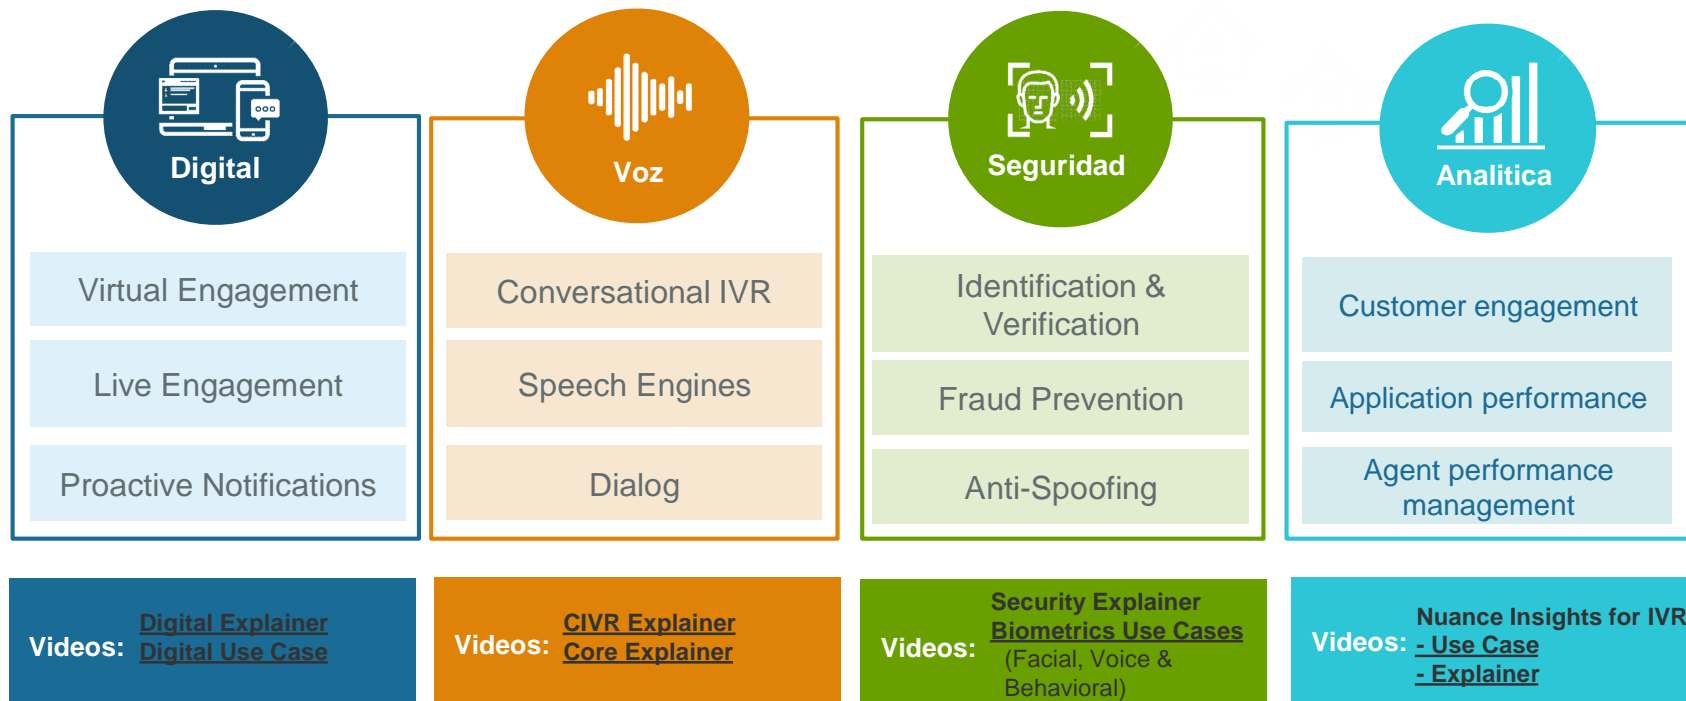 Digital
Virtual Engagement
Live Engagement
Proactive Notifications
Videos:
Digital Explainer
Digital Use Case
Voz
Conversational IVR
Speech Engines
Dialog
Videos:
CIVR Explainer
Core Explainer
Seguridad
Identification &
Verification
Fraud Prevention
Anti-Spoofing
Videos:
Security Explainer
Biometrics Use Cases
(Facial, Voice &
Behavioral)
Analitica
Customer engagement
Application performance
Agent performance
management
Videos:
Nuance Insights for IVR
- Use Case
- Explainer